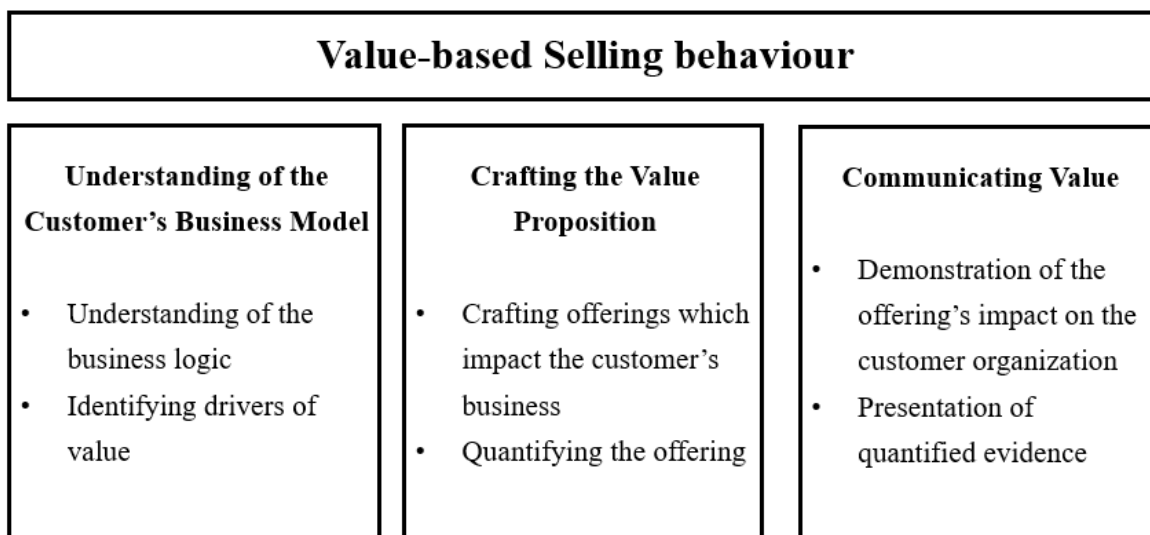 Value-based Selling behaviour
Understanding of the
Customer’s Business Model
• Understanding of the
business logic
• Identifying drivers of
value
Crafting the Value
Proposition
• Crafting offerings which
impact the customer’s
business
• Quantifying the offering
Communicating Value
• Demonstration of the
offering’s impact on the
customer organization
• Presentation of
quantified evidence